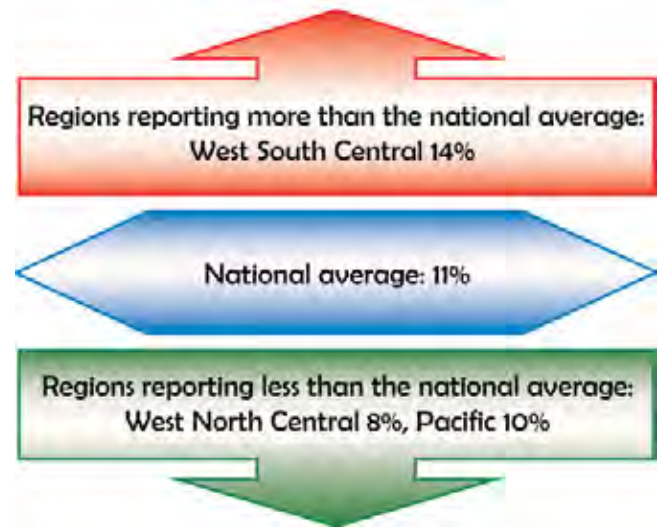 Regions reporting more than the national average:
West South Central 14%
National average: 11%
Regions reporting less than the national average:
West North Central 8%, Pacific 10%